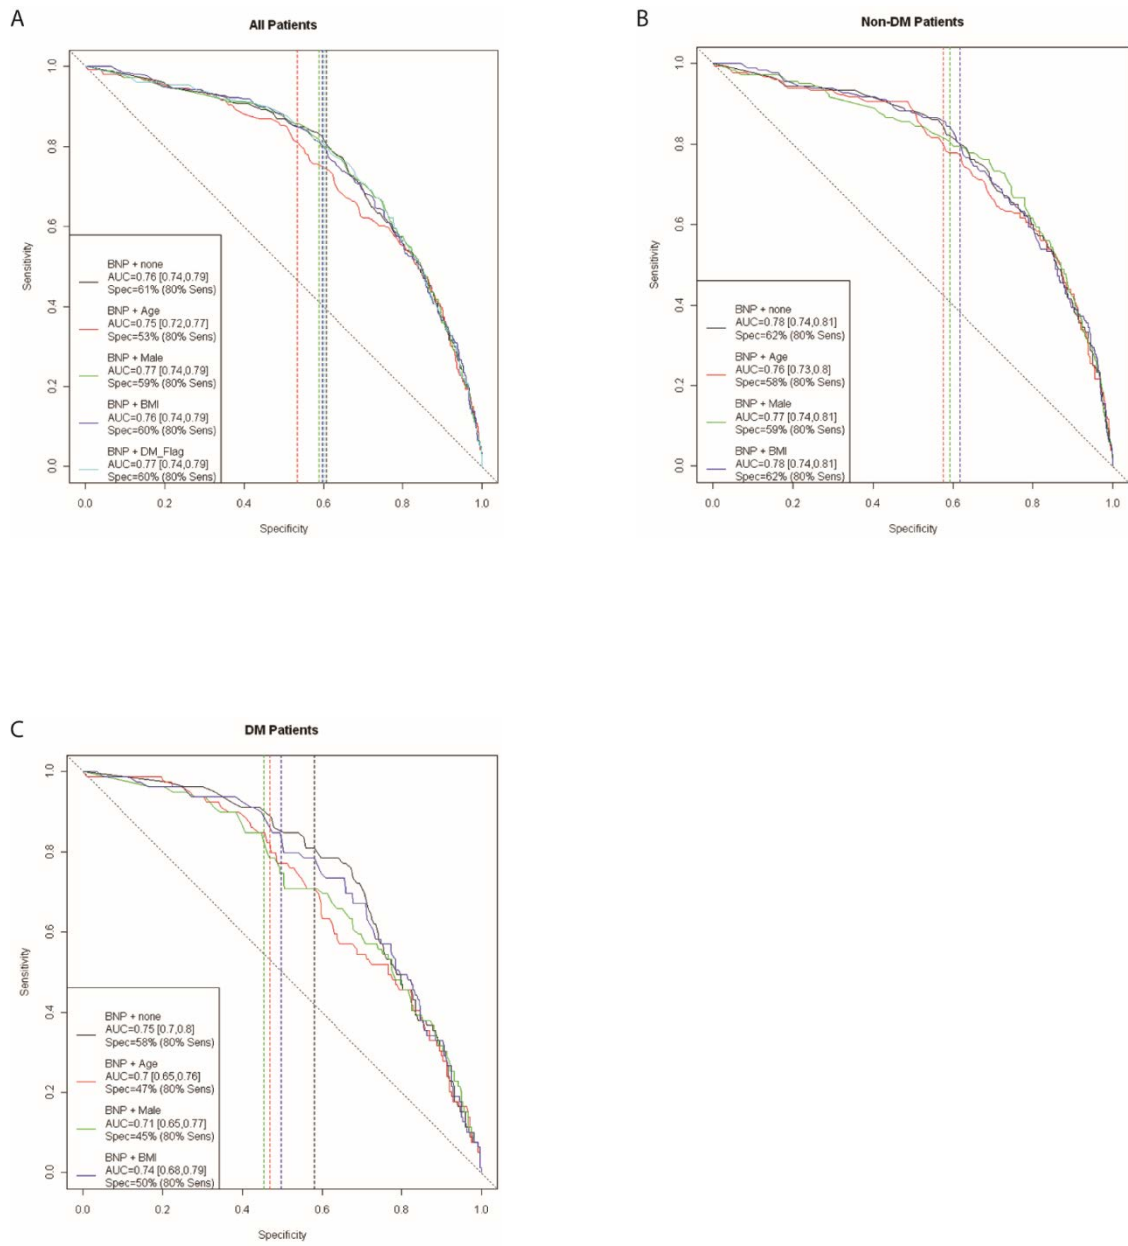 A
All Patients
1.0
0.8
0.6
0.4
0.2
0.0
Sensitivity
BNP + none
AUC=0.76 [0.74,0.79]
Spec=61% (80% Sens)
BNP + Age
AUC=0.75 [0.72,0.77]
Spec=53% (80% Sens)
BNP + Male
AUC=0.77 [0.74,0.79]
Spec=59% (80% Sens)
BNP + BMI
AUC=0.76 [0.74,0.79]
Spec=60% (80% Sens)
BNP + DM_Flag
AUC=0.77 [0.74,0.79]
Spec=60% (80% Sens)
0.0 0.2 0.4 0.6 0.8 1.0
Specificity
B
Non-DM Patients
1.0
0.8
0.6
0.4
0.2
0.0
Sensitivity
BNP + none
AUC=0.78 [0.74,0.81]
Spec=62% (80% Sens)
BNP + Age
AUC=0.76 [0.73,0.8]
Spec=58% (80% Sens)
BNP + Male
AUC=0.77 [0.74,0.81]
Spec=59% (80% Sens)
BNP + BMI
AUC=0.78 [0.74,0.81]
Spec=62% (80% Sens)
0.0 0.2 0.4 0.6 0.8 1.0
Specificity
C
DM Patients
1.0
0.8
0.6
0.4
0.2
0.0
Sensitivity
BNP + none
AUC=0.75 [0.7,0.8]
Spec=58% (80% Sens)
BNP + Age
AUC=0.7 [0.65,0.76]
Spec=47% (80% Sens)
BNP + Male
AUC=0.71 [0.65,0.77]
Spec=45% (80% Sens)
BNP + BMI
AUC=0.74 [0.68,0.79]
Spec=50% (80% Sens)
0.0 0.2 0.4 0.6 0.8 1.0
Specificity